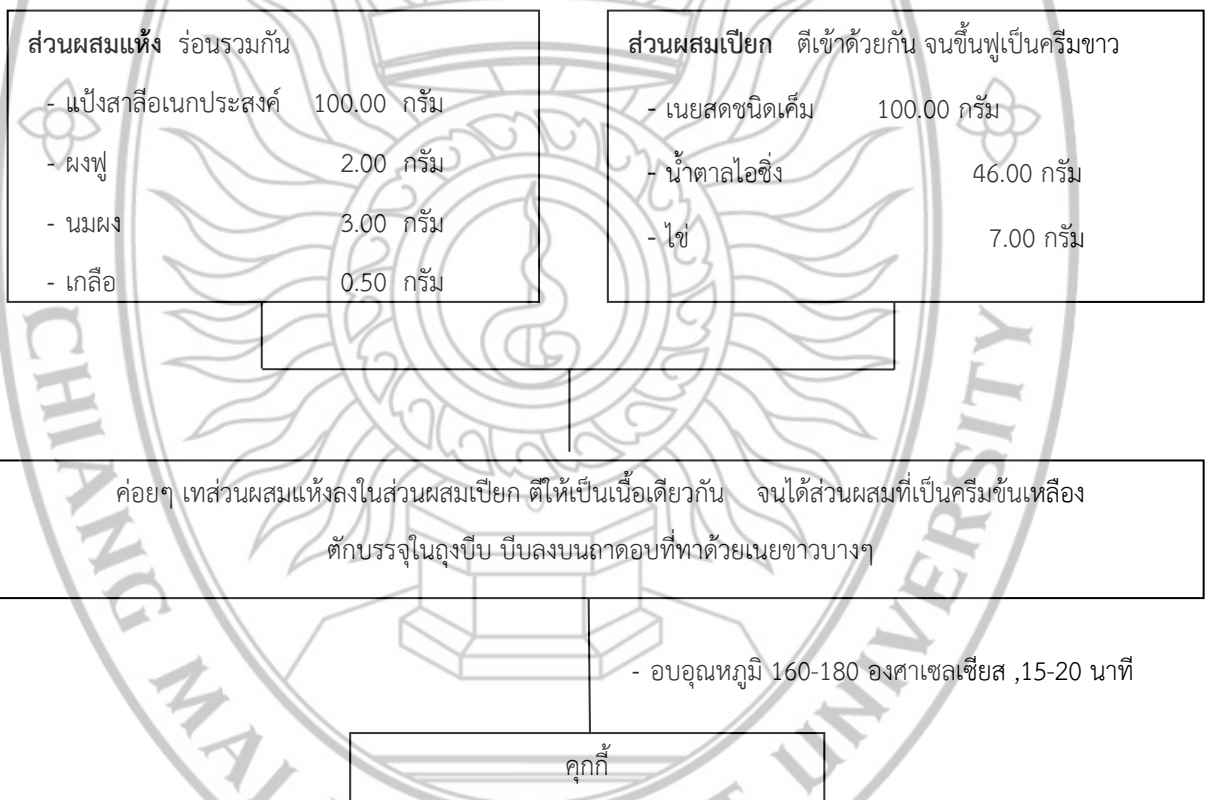 ส่วนผสมแห้ง ร่อนรวมกัน
- แป้งสาลีอเนกประสงค์ 100.00 กรัม
- ผงฟู 2.00 กรัม
- นมผง 3.00 กรัม
- เกลือ 0.50 กรัม
ส่วนผสมเปียก ตีเข้าด้วยกัน จนขึ้นฟูเป็นครีมขาว
- เนยสดชนิดเค็ม 100.00 กรัม
- น้ำตาลไอซิ่ง 46.00 กรัม
- ไข่ 7.00 กรัม
ค่อยๆ เทส่วนผสมแห้งลงในส่วนผสมเปียก ตีให้เป็นเนื้อเดียวกัน จนได้ส่วนผสมที่เป็นครีมข้นเหลือง
ตักบรรจุในถุงบีบ บีบลงบนถาดอบที่ทาด้วยเนยขาวบางๆ
- อบอุณหภูมิ 160-180 องศาเซลเซียส ,15-20 นาที
คุกกี้
CHIANG MAI
UNIVERSITY